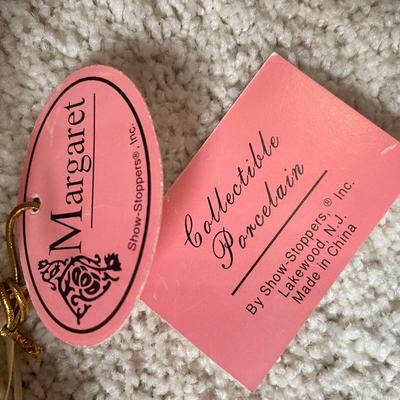 Margaret
Show-Stoppers®, Inc.
Collectible
Porcelain
By Show-Stoppers,® Inc.
Lakewood, N.J.
Made in China